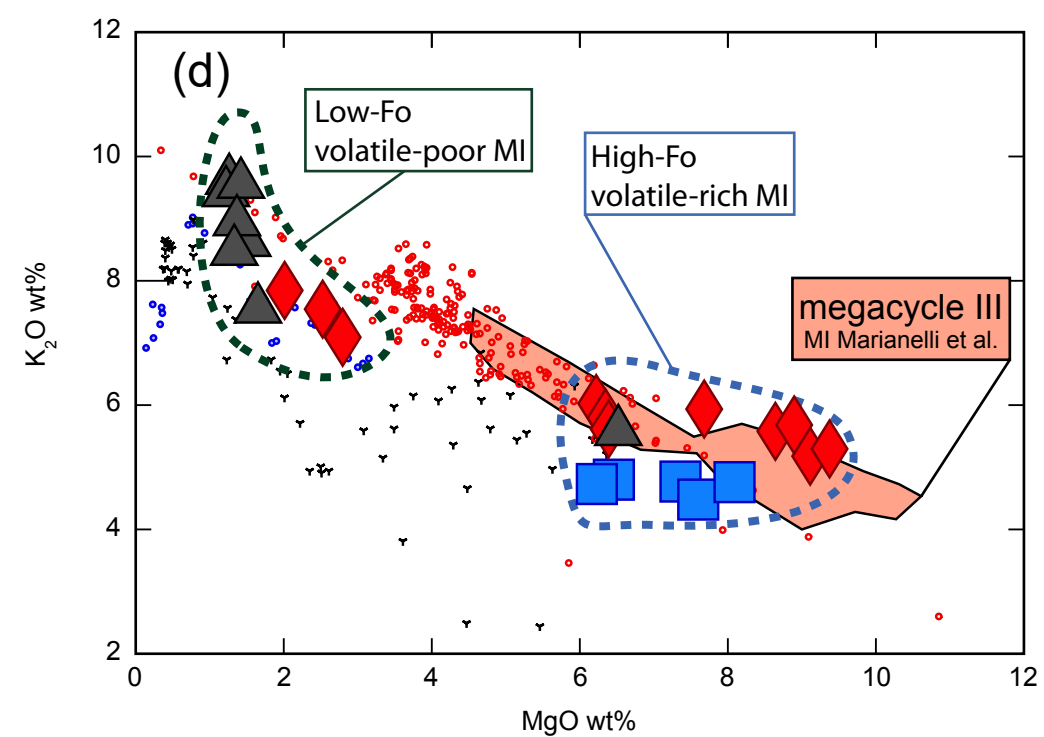 (d)
Low-Fo
volatile-poor MI
High-Fo
volatile-rich MI
megacycle III
MI Marianelli et al.
K₂O wt%
12
10
8
6
4
2
0
2
4
6
8
10
12
MgO wt%